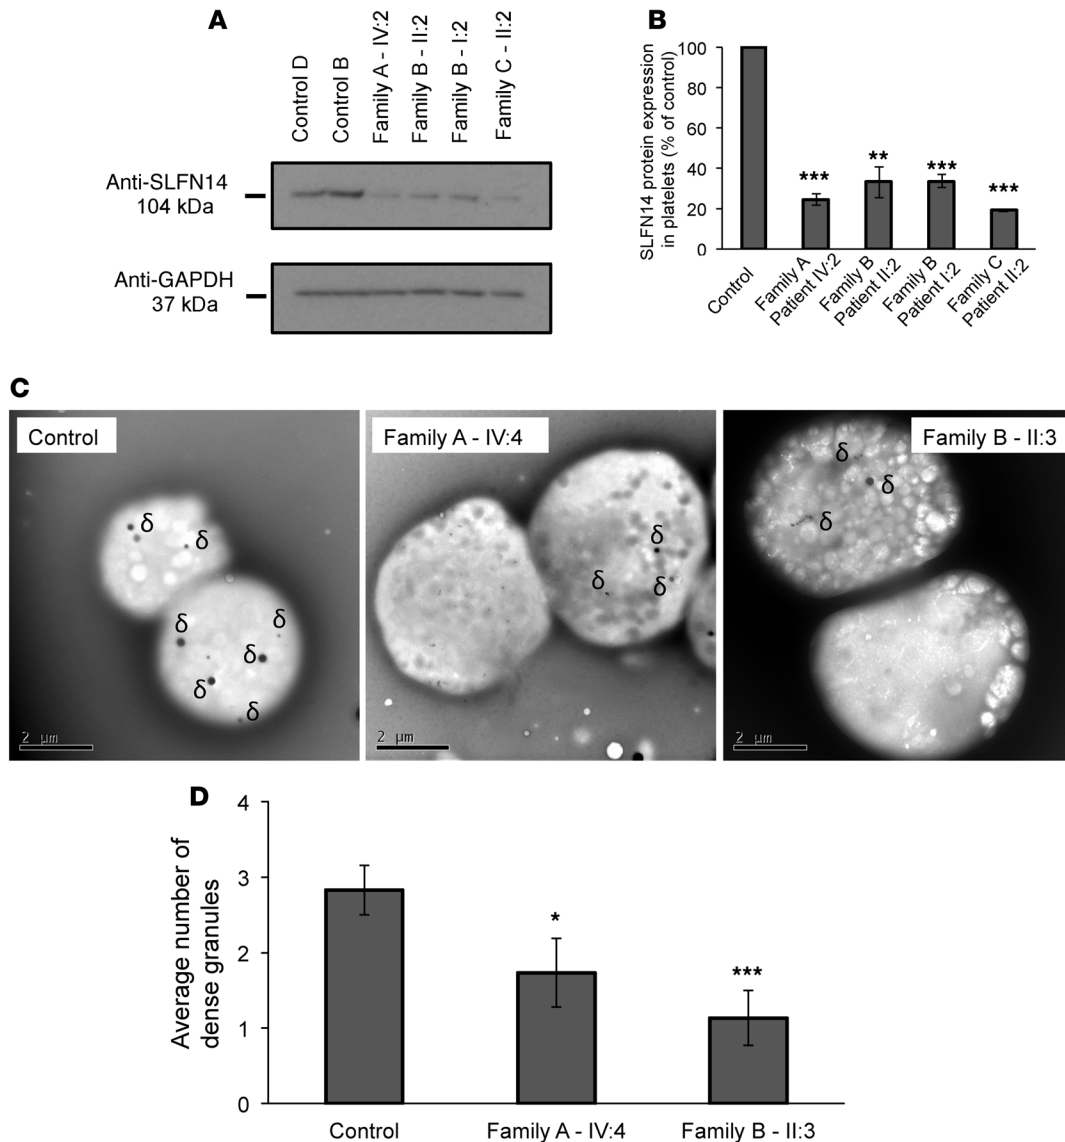 A
Control D
Control B
Family A - IV:2
Family B - II:2
Family B - I:2
Family C - II:2
Anti-SLFN14
104 kDa
Anti-GAPDH
37 kDa
B
SLFN14 protein expression
in platelets (% of control)
100
80
60
40
20
0
***
**
***
***
Control
Family A
Patient IV:2
Family B
Patient II:2
Family B
Patient I:2
Family C
Patient II:2
C
Control
δ
δ
δ
δ
δ
δ
δ
2 µm
Family A - IV:4
δ
δ
δ
2 µm
Family B - II:3
δ
δ
δ
2 µm
D
Average number of
dense granules
4
3
2
1
0
*
***
Control
Family A - IV:4
Family B - II:3